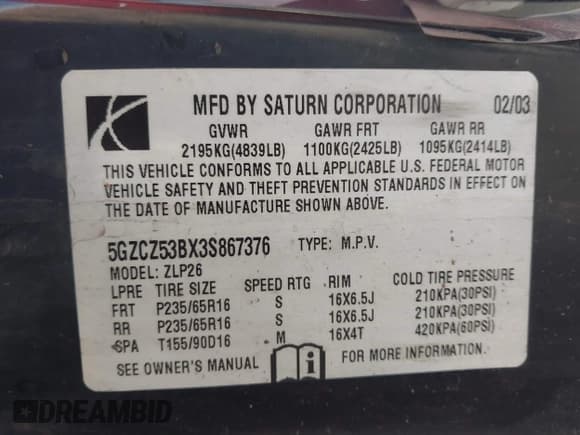 MFD BY SATURN CORPORATION 02/03
GVWR GAWR FRT GAWR RR
2195KG(4839LB) 1100KG(2425LB) 1095KG(2414LB)
THIS VEHICLE CONFORMS TO ALL APPLICABLE U.S. FEDERAL MOTOR
VEHICLE SAFETY AND THEFT PREVENTION STANDARDS IN EFFECT ON
THE DATE OF MANUFACTURE SHOWN ABOVE.
5GZCZ53BX3S867376 TYPE: M.P.V.
MODEL: ZLP26
LPRE TIRE SIZE SPEED RTG RIM COLD TIRE PRESSURE
FRT P235/65R16 S 16X6.5J 210KPA(30PSI)
RR P235/65R16 S 16X6.5J 210KPA(30PSI)
SPA T155/90D16 M 16X4T 420KPA(60PSI)
SEE OWNER'S MANUAL i FOR MORE INFORMATION.
DREAMBID